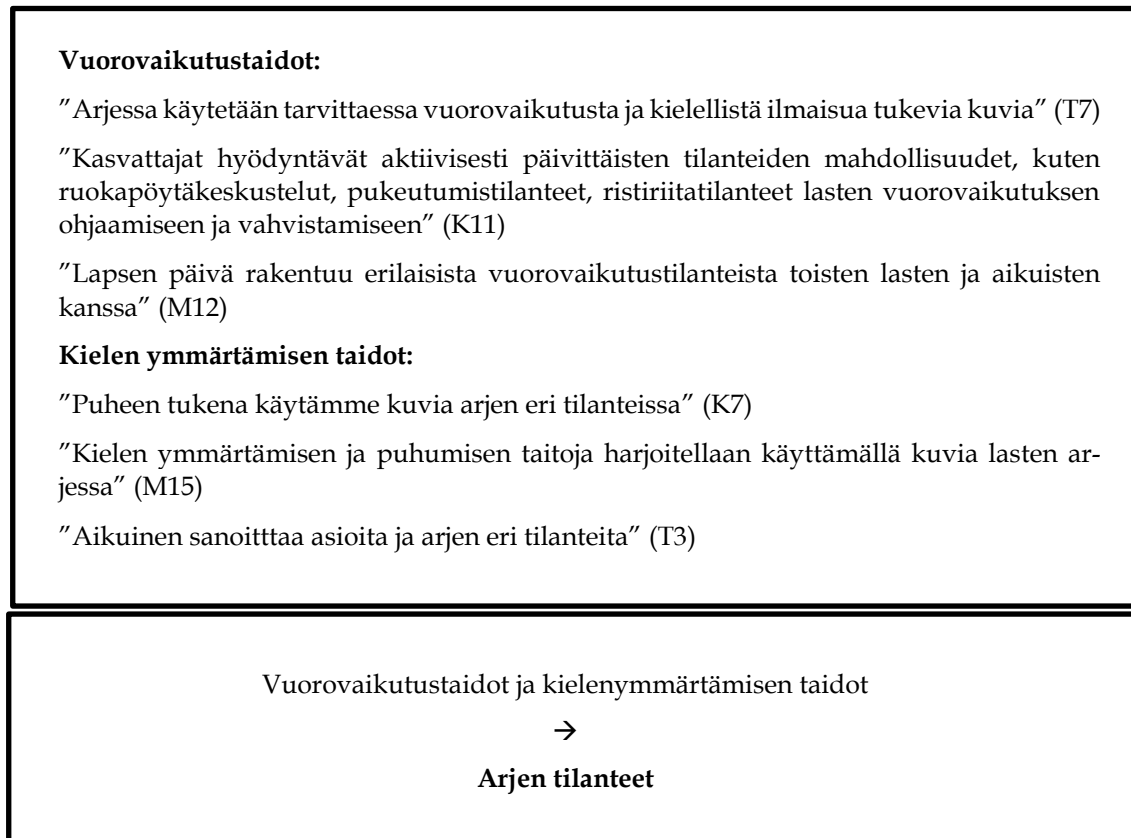 Vuorovaikutustaidot:
”Arjessa käytetään tarvittaessa vuorovaikutusta ja kielellistä ilmaisua tukevia kuvia” (T7)
”Kasvattajat hyödyntävät aktiivisesti päivittäisten tilanteiden mahdollisuudet, kuten
ruokapöytäkeskustelut, pukeutumistilanteet, ristiriitatilanteet lasten vuorovaikutuksen
ohjaamiseen ja vahvistamiseen” (K11)
”Lapsen päivä rakentuu erilaisista vuorovaikutustilanteista toisten lasten ja aikuisten
kanssa” (M12)
Kielen ymmärtämisen taidot:
”Puheen tukena käytämme kuvia arjen eri tilanteissa” (K7)
”Kielen ymmärtämisen ja puhumisen taitoja harjoitellaan käyttämällä kuvia lasten ar-
jessa” (M15)
”Aikuinen sanoitttaa asioita ja arjen eri tilanteita” (T3)
Vuorovaikutustaidot ja kielenymmärtämisen taidot
→
Arjen tilanteet